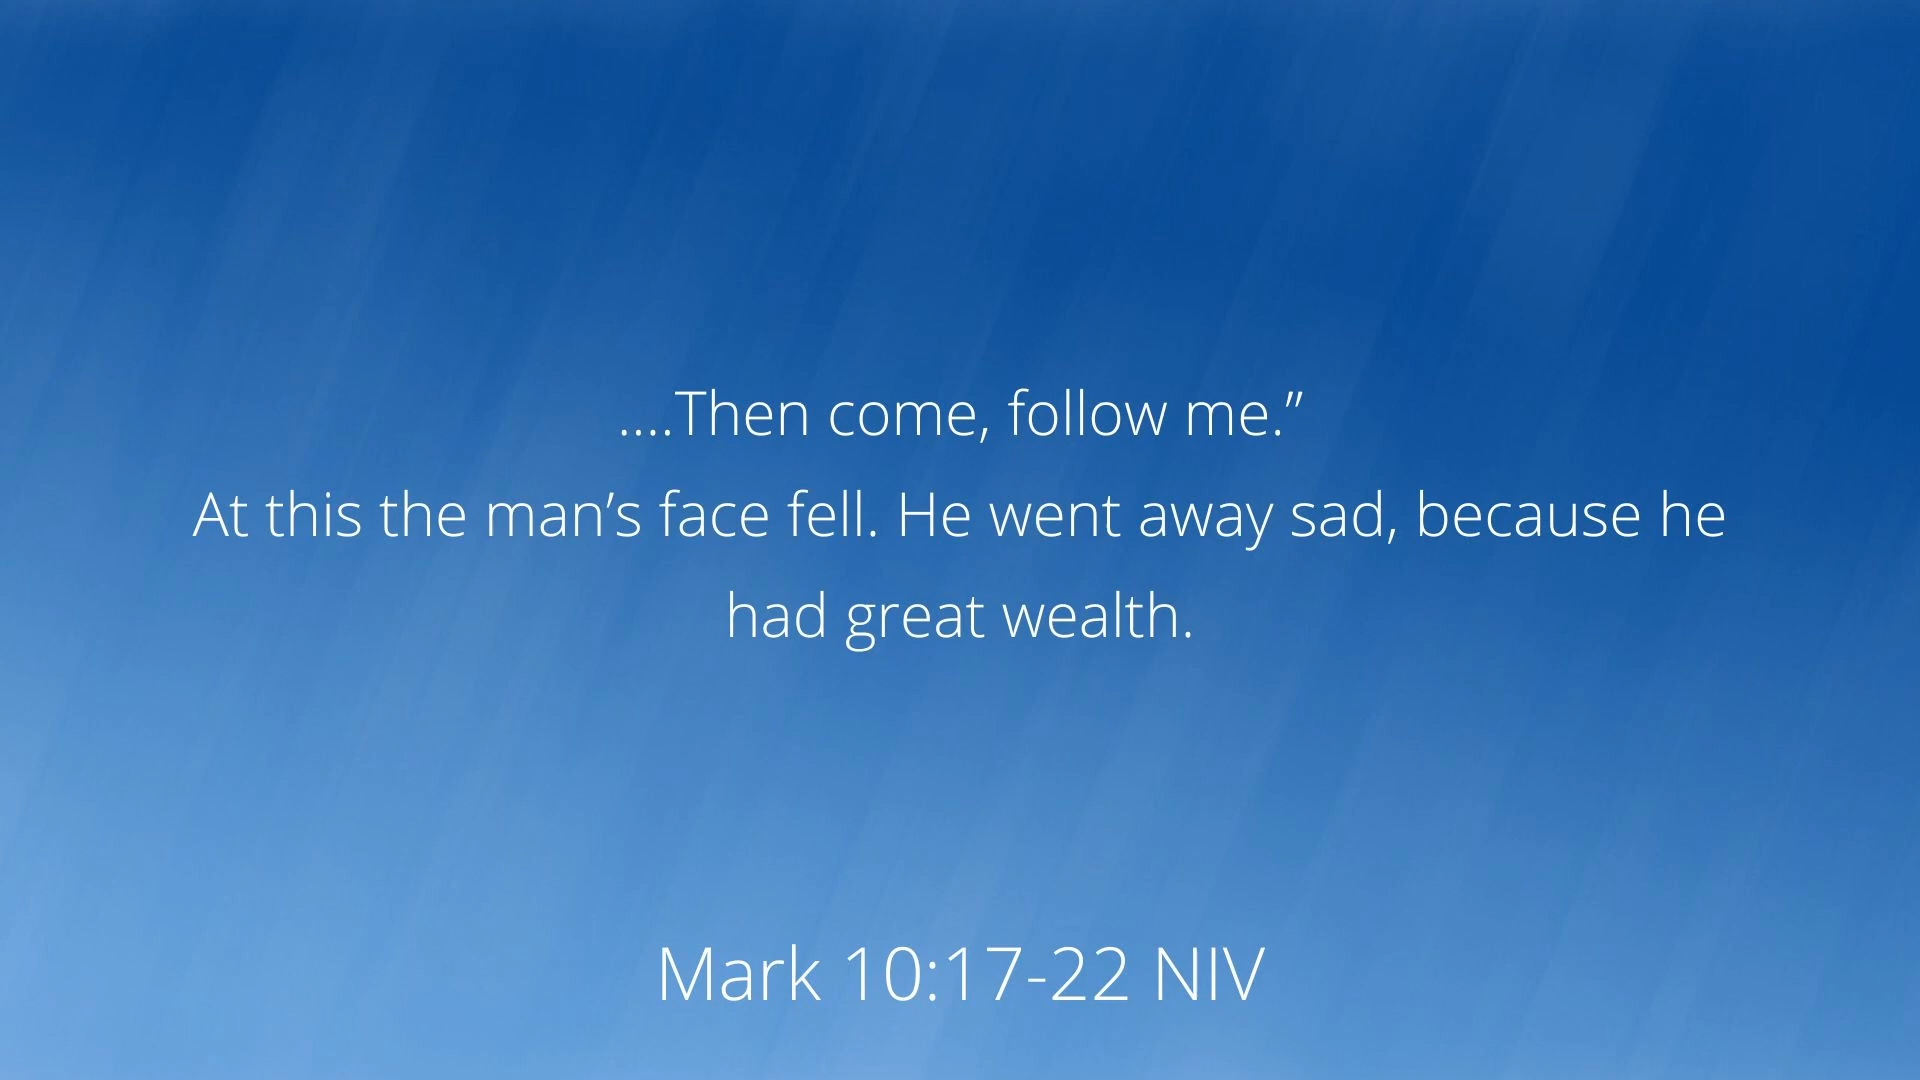 ....Then come, follow me.”
At this the man’s face fell. He went away sad, because he
had great wealth.
Mark 10:17-22 NIV